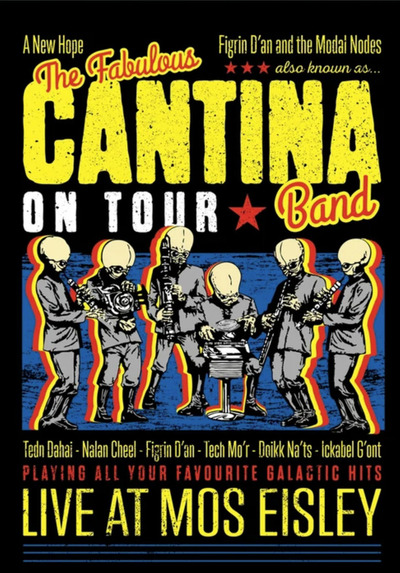 A New Hope
Figrin D'an and the Modal Nodes
The Fabulous
★★★ also known as...
CANTINA
ON TOUR ★ Band
Tedn Dahai - Nalan Cheel - Figrin D'an - Tech Mo'r - Doikk Na'ts - Ickabel G'ont
PLAYING ALL YOUR FAVOURITE GALACTIC HITS
LIVE AT MOS EISLEY